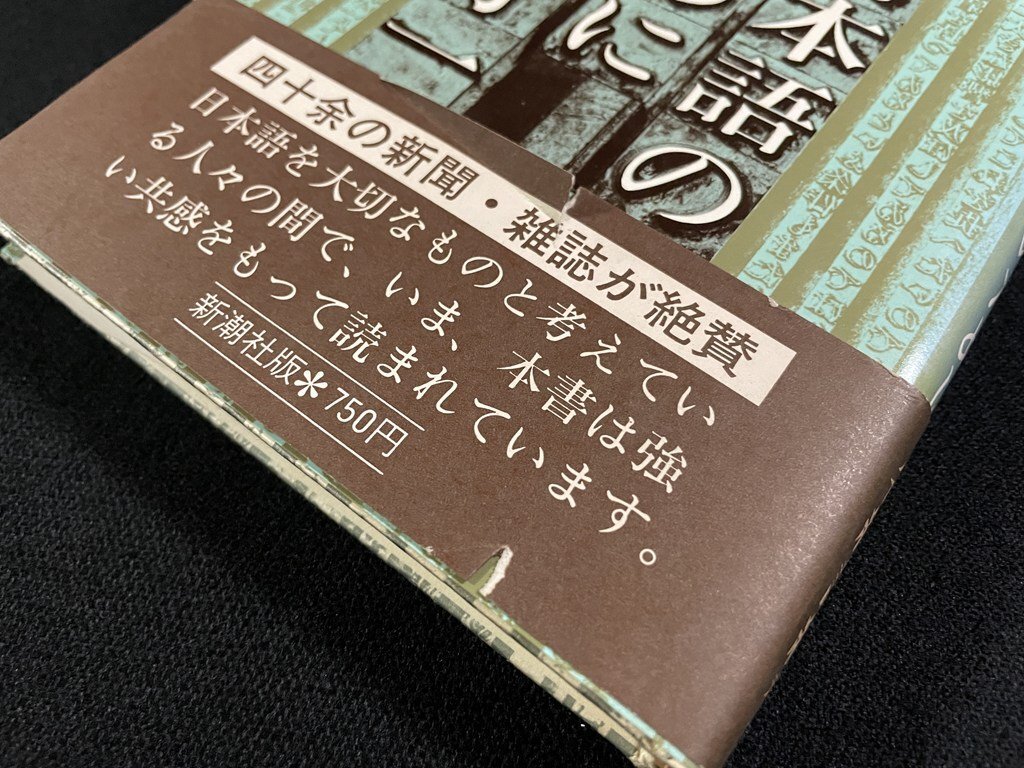 本語の
に
一
四十余の新聞・雑誌が絶賛
日本語を大切なものと考えてい
る人々の間で、いま、本書は強
い共感をもって読まれています。
新潮社版＊750円